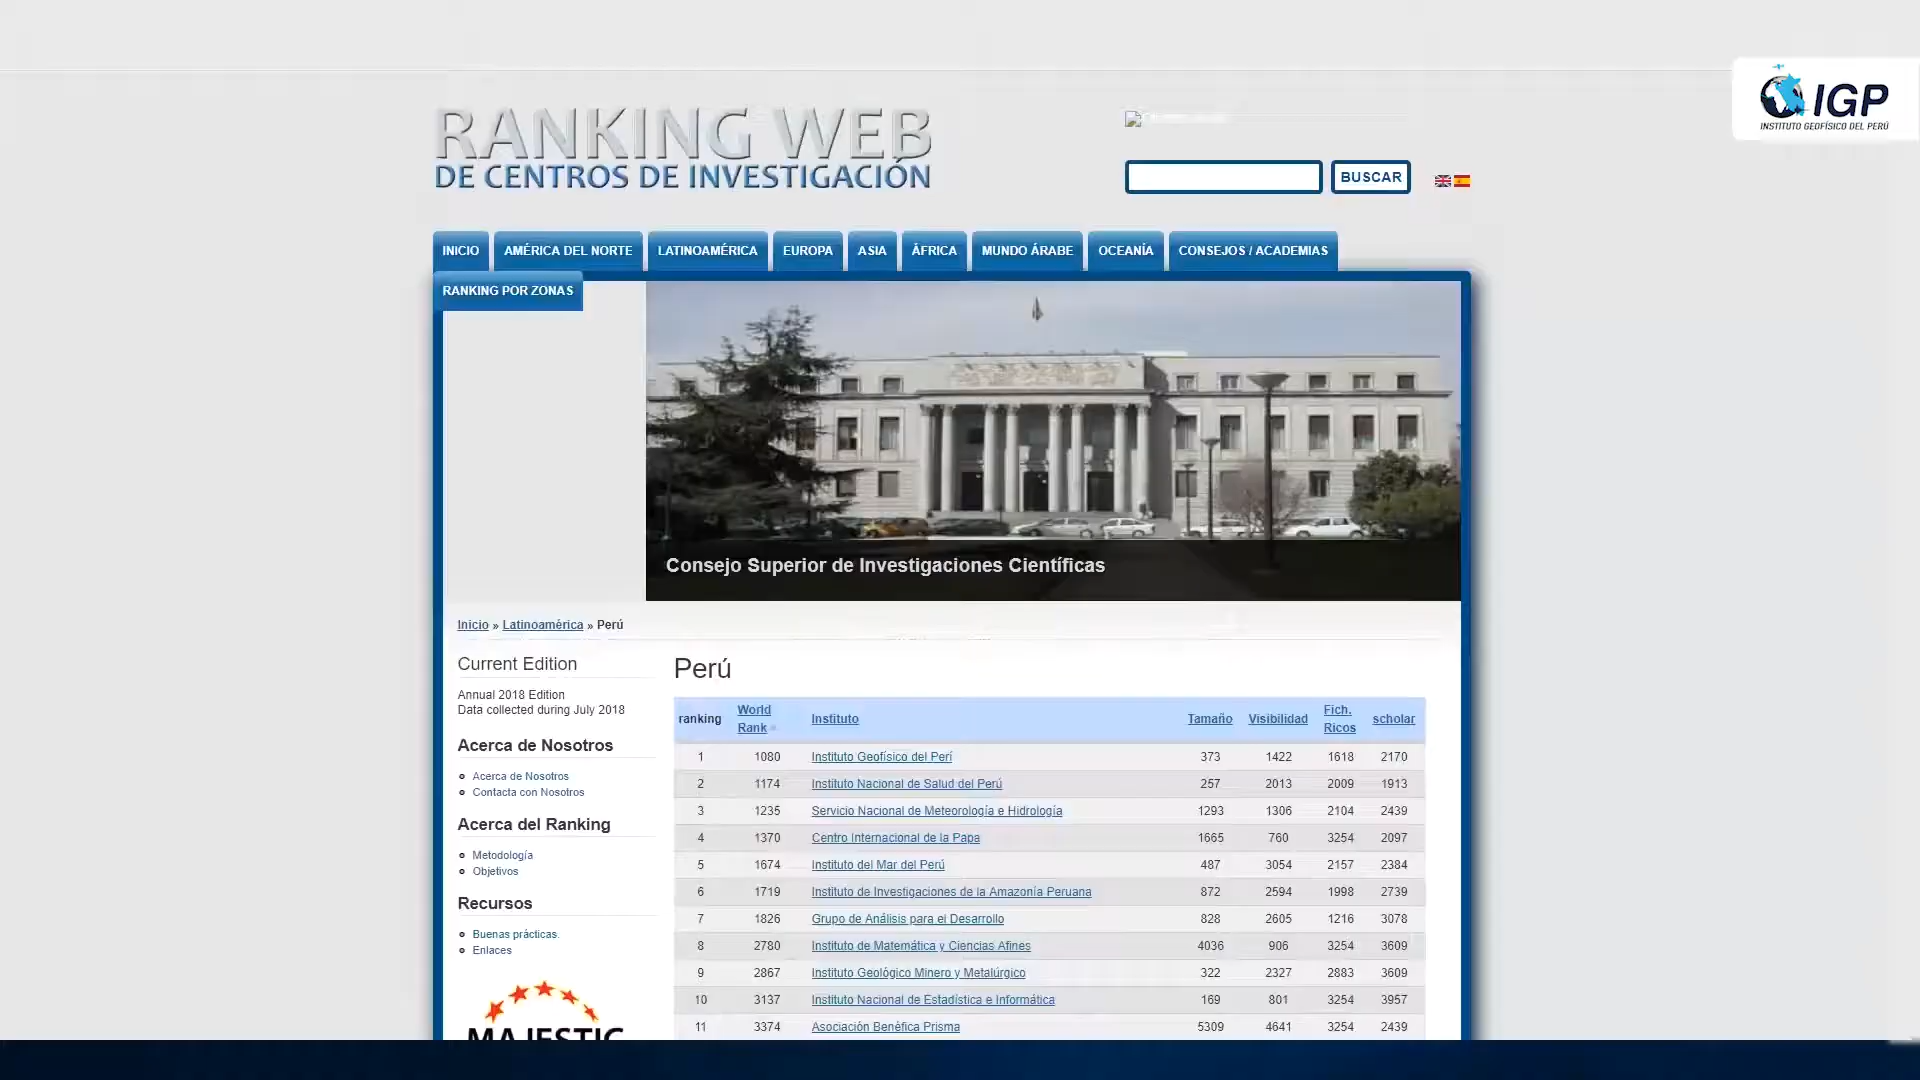 IGP
INSTITUTO GEOFÍSICO DEL PERÚ
RANKING WEB
DE CENTROS DE INVESTIGACIÓN
BUSCAR
INICIO AMÉRICA DEL NORTE LATINOAMÉRICA EUROPA ASIA ÁFRICA MUNDO ÁRABE OCEANÍA CONSEJOS / ACADEMIAS
RANKING POR ZONAS
Consejo Superior de Investigaciones Científicas
Inicio » Latinoamérica » Perú
Current Edition
Annual 2018 Edition
Data collected during July 2018
Acerca de Nosotros
Acerca de Nosotros
Contacta con Nosotros
Acerca del Ranking
Metodología
Objetivos
Recursos
Buenas prácticas.
Enlaces
MAJESTIC
Perú
ranking World Rank Instituto Tamaño Visibilidad Fich. Ricos scholar
1 1080 Instituto Geofísico del Perí 373 1422 1618 2170
2 1174 Instituto Nacional de Salud del Perú 257 2013 2009 1913
3 1235 Servicio Nacional de Meteorología e Hidrología 1293 1306 2104 2439
4 1370 Centro Internacional de la Papa 1665 760 3254 2097
5 1674 Instituto del Mar del Perú 487 3054 2157 2384
6 1719 Instituto de Investigaciones de la Amazonía Peruana 872 2594 1998 2739
7 1826 Grupo de Análisis para el Desarrollo 828 2605 1216 3078
8 2780 Instituto de Matemática y Ciencias Afines 4036 906 3254 3609
9 2867 Instituto Geológico Minero y Metalúrgico 322 2327 2883 3609
10 3137 Instituto Nacional de Estadística e Informática 169 801 3254 3957
11 3374 Asociación Benéfica Prisma 5309 4641 3254 2439